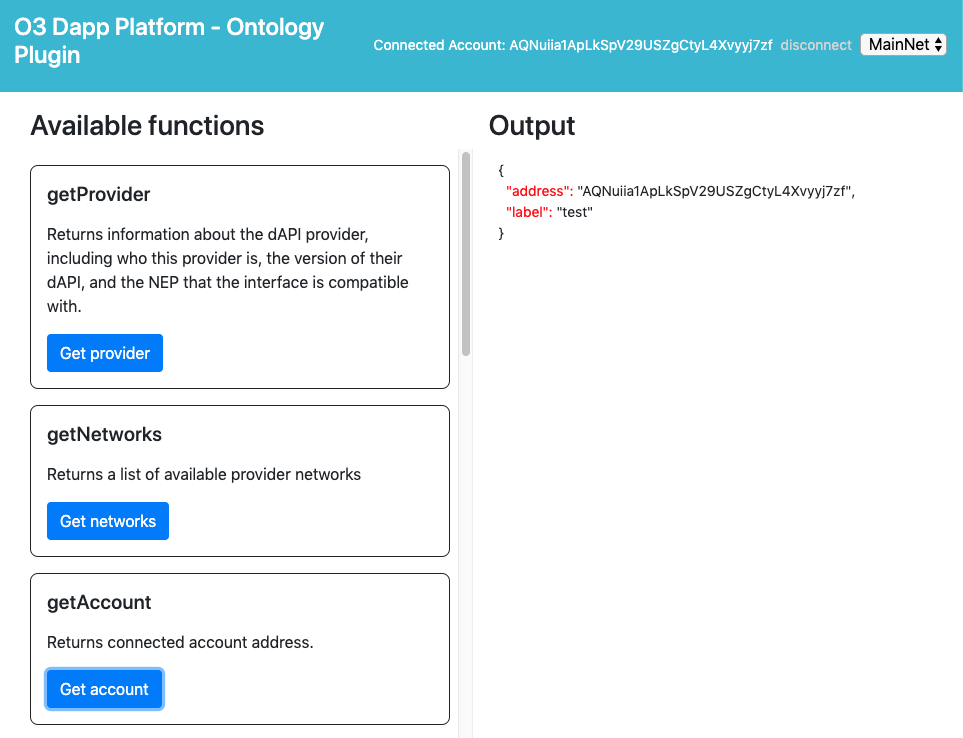 O3 Dapp Platform - Ontology
Plugin
Connected Account: AQNuiia1ApLkSpV29USZgCtyL4Xvyyj7zf disconnect MainNet
Available functions
getProvider
Returns information about the dAPI provider,
including who this provider is, the version of their
dAPI, and the NEP that the interface is compatible
with.
Get provider
getNetworks
Returns a list of available provider networks
Get networks
getAccount
Returns connected account address.
Get account
Output
{
"address": "AQNuiia1ApLkSpV29USZgCtyL4Xvyyj7zf",
"label": "test"
}